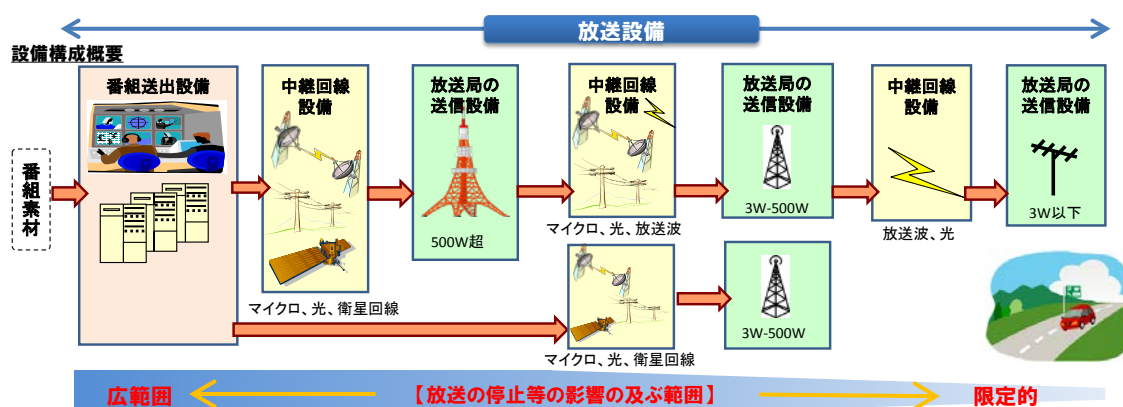 放送設備
設備構成概要
番組素材
番組送出設備
中継回線
設備
マイクロ、光、衛星回線
放送局の
送信設備
500W超
中継回線
設備
マイクロ、光、放送波
放送局の
送信設備
3W-500W
中継回線
設備
放送波、光
放送局の
送信設備
3W以下
マイクロ、光、衛星回線
3W-500W
広範囲
【放送の停止等の影響の及ぶ範囲】
限定的